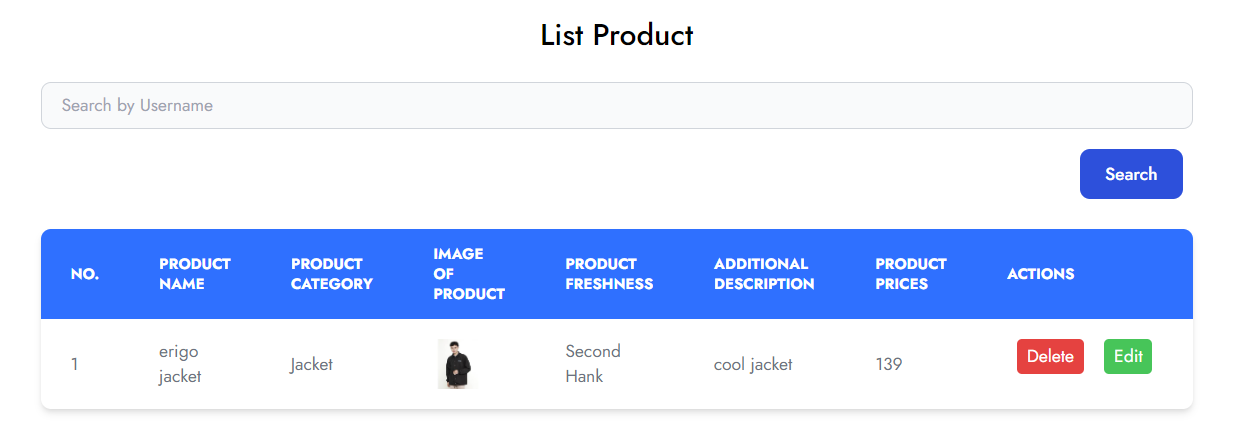 List Product
Search by Username
Search
NO.
PRODUCT
NAME
PRODUCT
CATEGORY
IMAGE
OF
PRODUCT
PRODUCT
FRESHNESS
ADDITIONAL
DESCRIPTION
PRODUCT
PRICES
ACTIONS
1
erigo
jacket
Jacket
Second
Hank
cool jacket
139
Delete
Edit